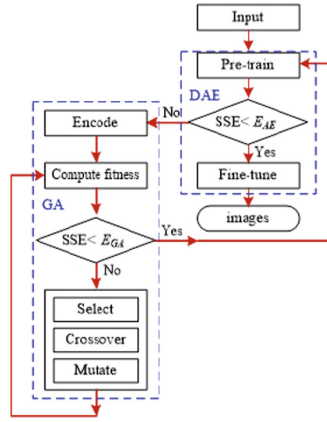 Input
Pre-train
DAE
No
SSE< E_AE
Yes
Fine-tune
images
Encode
Compute fitness
GA
SSE< E_GA
Yes
No
Select
Crossover
Mutate